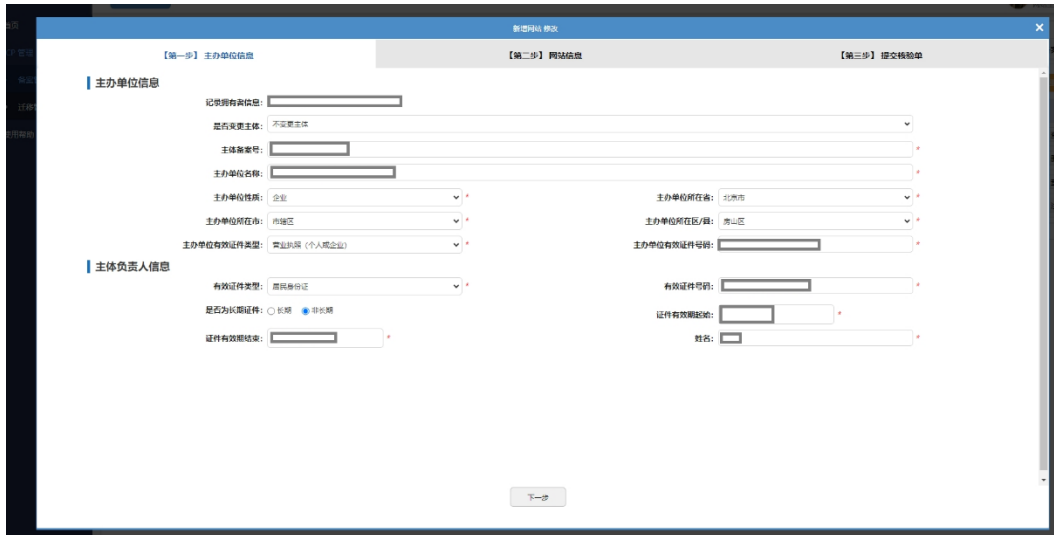 新增网站 修改
×
【第一步】 主办单位信息 【第二步】 网站信息 【第三步】 提交核验单
主办单位信息
记录拥有者信息:
是否变更主体: 不变更主体
主体备案号: *
主办单位名称: *
主办单位性质: 企业 * 主办单位所在省: 北京市 *
主办单位所在市: 市辖区 * 主办单位所在区/县: 房山区 *
主办单位有效证件类型: 营业执照（个人或企业） * 主办单位有效证件号码: *
主体负责人信息
有效证件类型: 居民身份证 * 有效证件号码: *
是否为长期证件: 长期 非长期 证件有效期起始: *
证件有效期结束: * 姓名: *
下一步